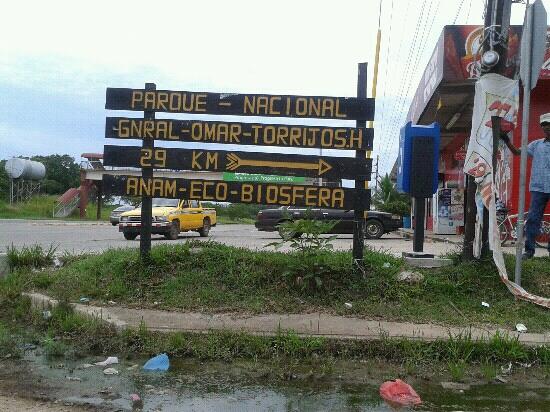 PARQUE - NACIONAL
-GNRAL-OMAR-TORRIJOS.H
29 KM
ANAM-ECO-BIOSFERA